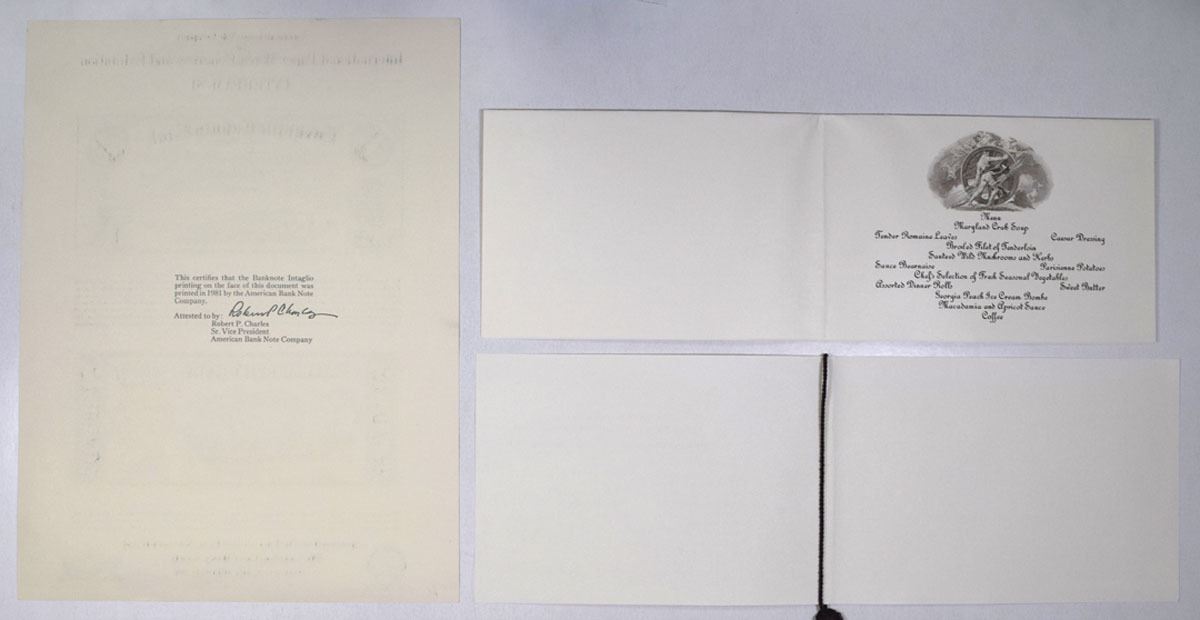 This certifies that the Banknote Intaglio
printing on the face of this document was
printed in 1981 by the American Bank Note
Company.
Attested to by: Robert P Charles
Robert P. Charles
Sr. Vice President
American Bank Note Company
Menu
Maryland Crab Soup
Tender Romaine Leaves Caesar Dressing
Broiled Filet of Tenderloin
Sauteed Wild Mushrooms and Herbs
Sauce Bearnaise Parisienne Potatoes
Chef's Selection of Fresh Seasonal Vegetables
Assorted Dinner Rolls Sweet Butter
Georgia Peach Ice Cream Bombe
Macadamia and Apricot Sauce
Coffee